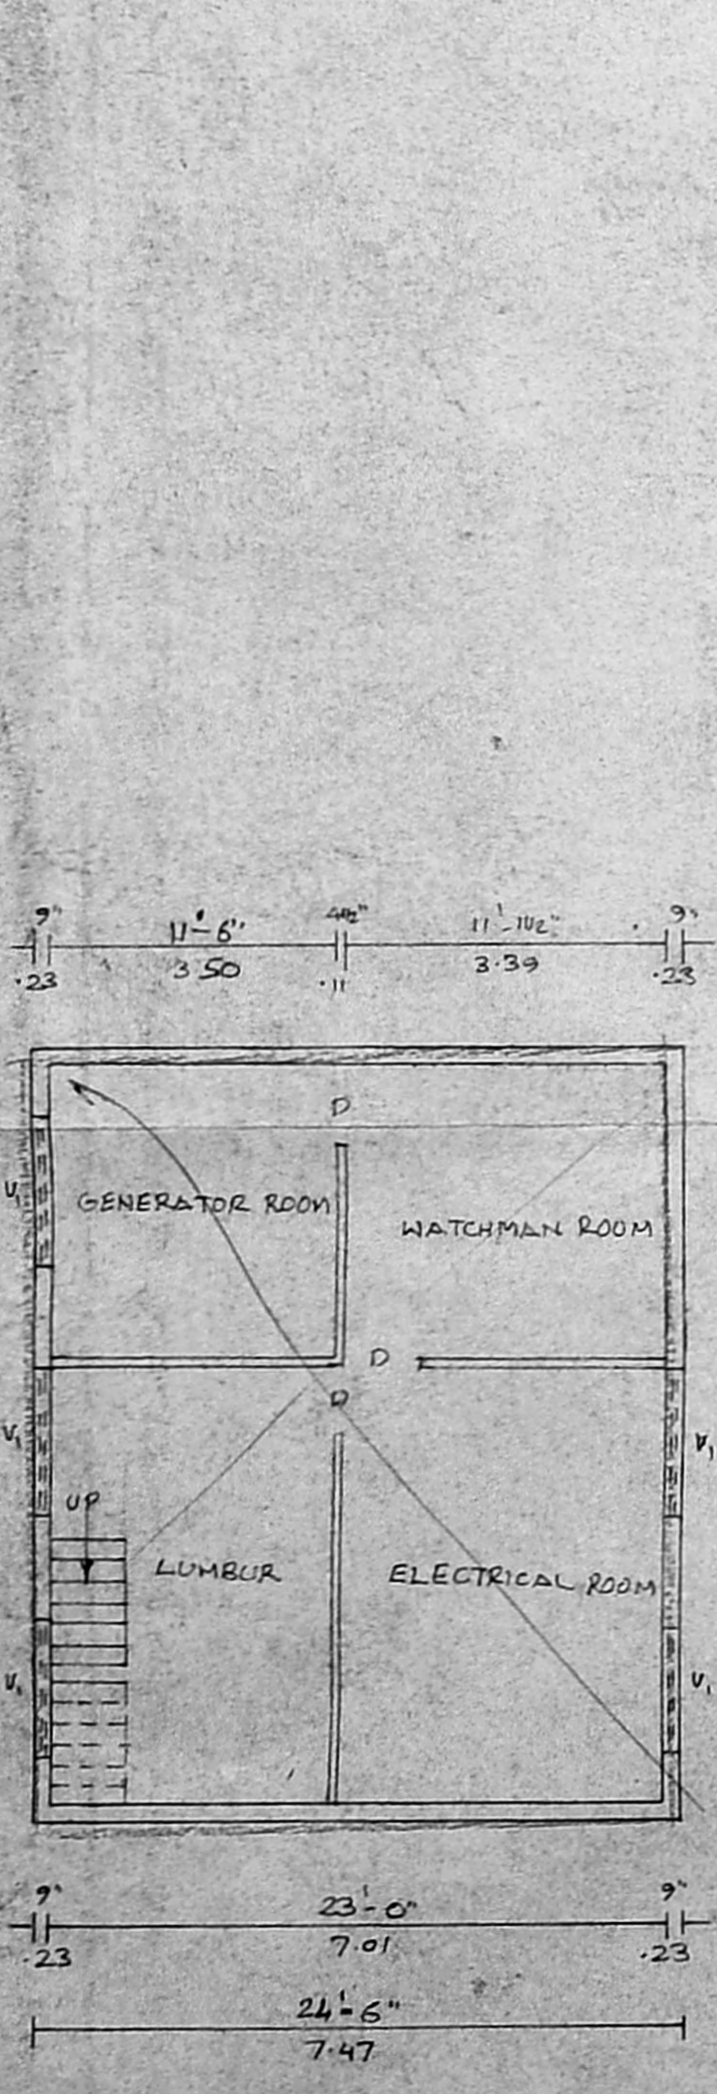 9" 11'-6" 4½" 11'-1½" 9"
.23 3.50 .11 3.39 .23
D
V1
GENERATOR ROOM
WATCHMAN ROOM
D
D
V1 V1
UP
LUMBUR
ELECTRICAL ROOM
V1 V1
9" 23'-0" 9"
.23 7.01 .23
24'-6"
7.47